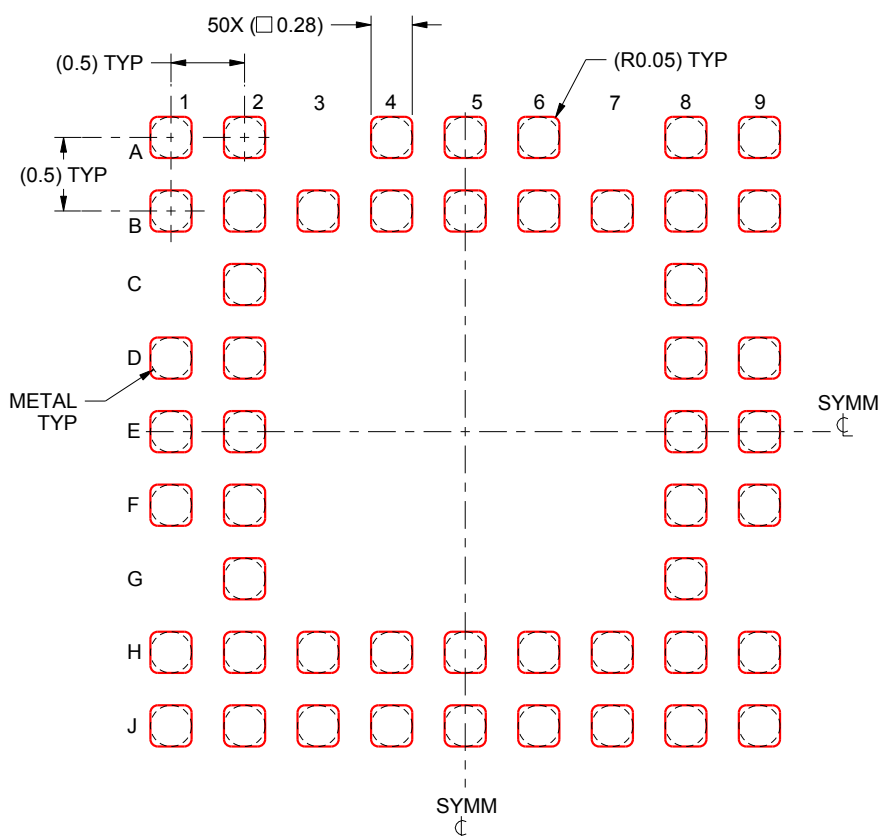 50X (□ 0.28)
(0.5) TYP
(R0.05) TYP
1 2 3 4 5 6 7 8 9
A
(0.5) TYP
B
C
D
METAL
TYP
SYMM
℄
E
F
G
H
J
SYMM
℄